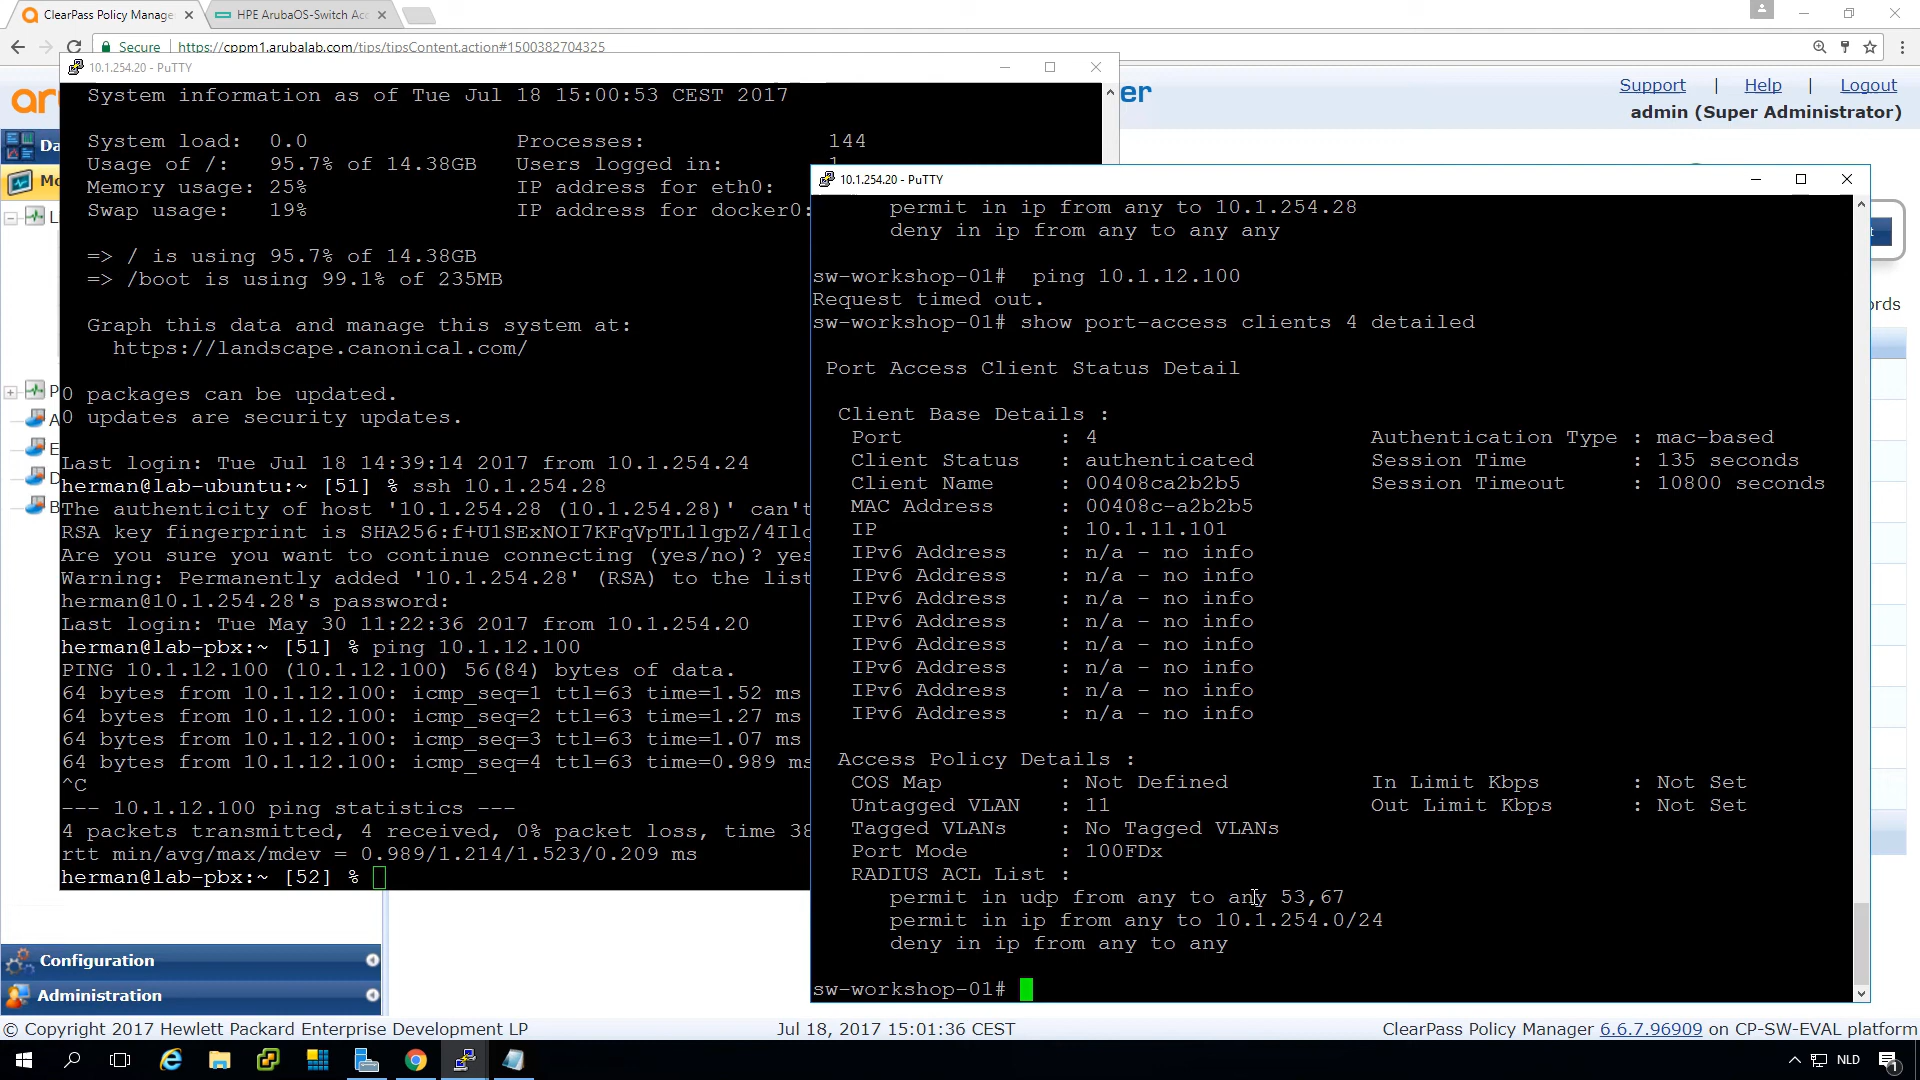 ClearPass Policy Manage
HPE ArubaOS-Switch Acc
Secure
https://cppm1.arubalab.com/tips/tipsContent.action#1500382704325
10.1.254.20 - PuTTY
Support | Help | Logout
admin (Super Administrator)
System information as of Tue Jul 18 15:00:53 CEST 2017
System load: 0.0 Processes: 144
Usage of /: 95.7% of 14.38GB Users logged in:
Memory usage: 25% IP address for eth0:
Swap usage: 19% IP address for docker0:
=> / is using 95.7% of 14.38GB
=> /boot is using 99.1% of 235MB
Graph this data and manage this system at:
https://landscape.canonical.com/
0 packages can be updated.
0 updates are security updates.
Last login: Tue Jul 18 14:39:14 2017 from 10.1.254.24
herman@lab-ubuntu:~ [51] % ssh 10.1.254.28
The authenticity of host '10.1.254.28 (10.1.254.28)' can't
RSA key fingerprint is
Are you sure you want to continue connecting (yes/no)? yes
Warning: Permanently added '10.1.254.28' (RSA) to the list
herman@10.1.254.28's password:
Last login: Tue May 30 11:22:36 2017 from 10.1.254.20
herman@lab-pbx:~ [51] % ping 10.1.12.100
PING 10.1.12.100 (10.1.12.100) 56(84) bytes of data.
64 bytes from 10.1.12.100: icmp_seq=1 ttl=63 time=1.52 ms
64 bytes from 10.1.12.100: icmp_seq=2 ttl=63 time=1.27 ms
64 bytes from 10.1.12.100: icmp_seq=3 ttl=63 time=1.07 ms
64 bytes from 10.1.12.100: icmp_seq=4 ttl=63 time=0.989 ms
^C
--- 10.1.12.100 ping statistics ---
4 packets transmitted, 4 received, 0% packet loss, time 38
rtt min/avg/max/mdev = 0.989/1.214/1.523/0.209 ms
herman@lab-pbx:~ [52] %
10.1.254.20 - PuTTY
permit in ip from any to 10.1.254.28
deny in ip from any to any any
sw-workshop-01#  ping 10.1.12.100
Request timed out.
sw-workshop-01# show port-access clients 4 detailed
Port Access Client Status Detail
Client Base Details :
Port : 4 Authentication Type : mac-based
Client Status : authenticated Session Time : 135 seconds
Client Name : 00408ca2b2b5 Session Timeout : 10800 seconds
MAC Address : 00408c-a2b2b5
IP : 10.1.11.101
IPv6 Address : n/a - no info
IPv6 Address : n/a - no info
IPv6 Address : n/a - no info
IPv6 Address : n/a - no info
IPv6 Address : n/a - no info
IPv6 Address : n/a - no info
IPv6 Address : n/a - no info
IPv6 Address : n/a - no info
Access Policy Details :
COS Map : Not Defined In Limit Kbps : Not Set
Untagged VLAN : 11 Out Limit Kbps : Not Set
Tagged VLANs : No Tagged VLANs
Port Mode : 100FDx
RADIUS ACL List :
permit in udp from any to any 53,67
permit in ip from any to 10.1.254.0/24
deny in ip from any to any
sw-workshop-01#
Configuration
Administration
© Copyright 2017 Hewlett Packard Enterprise Development LP Jul 18, 2017 15:01:36 CEST ClearPass Policy Manager 6.6.7.96909 on CP-SW-EVAL platform
NLD
1